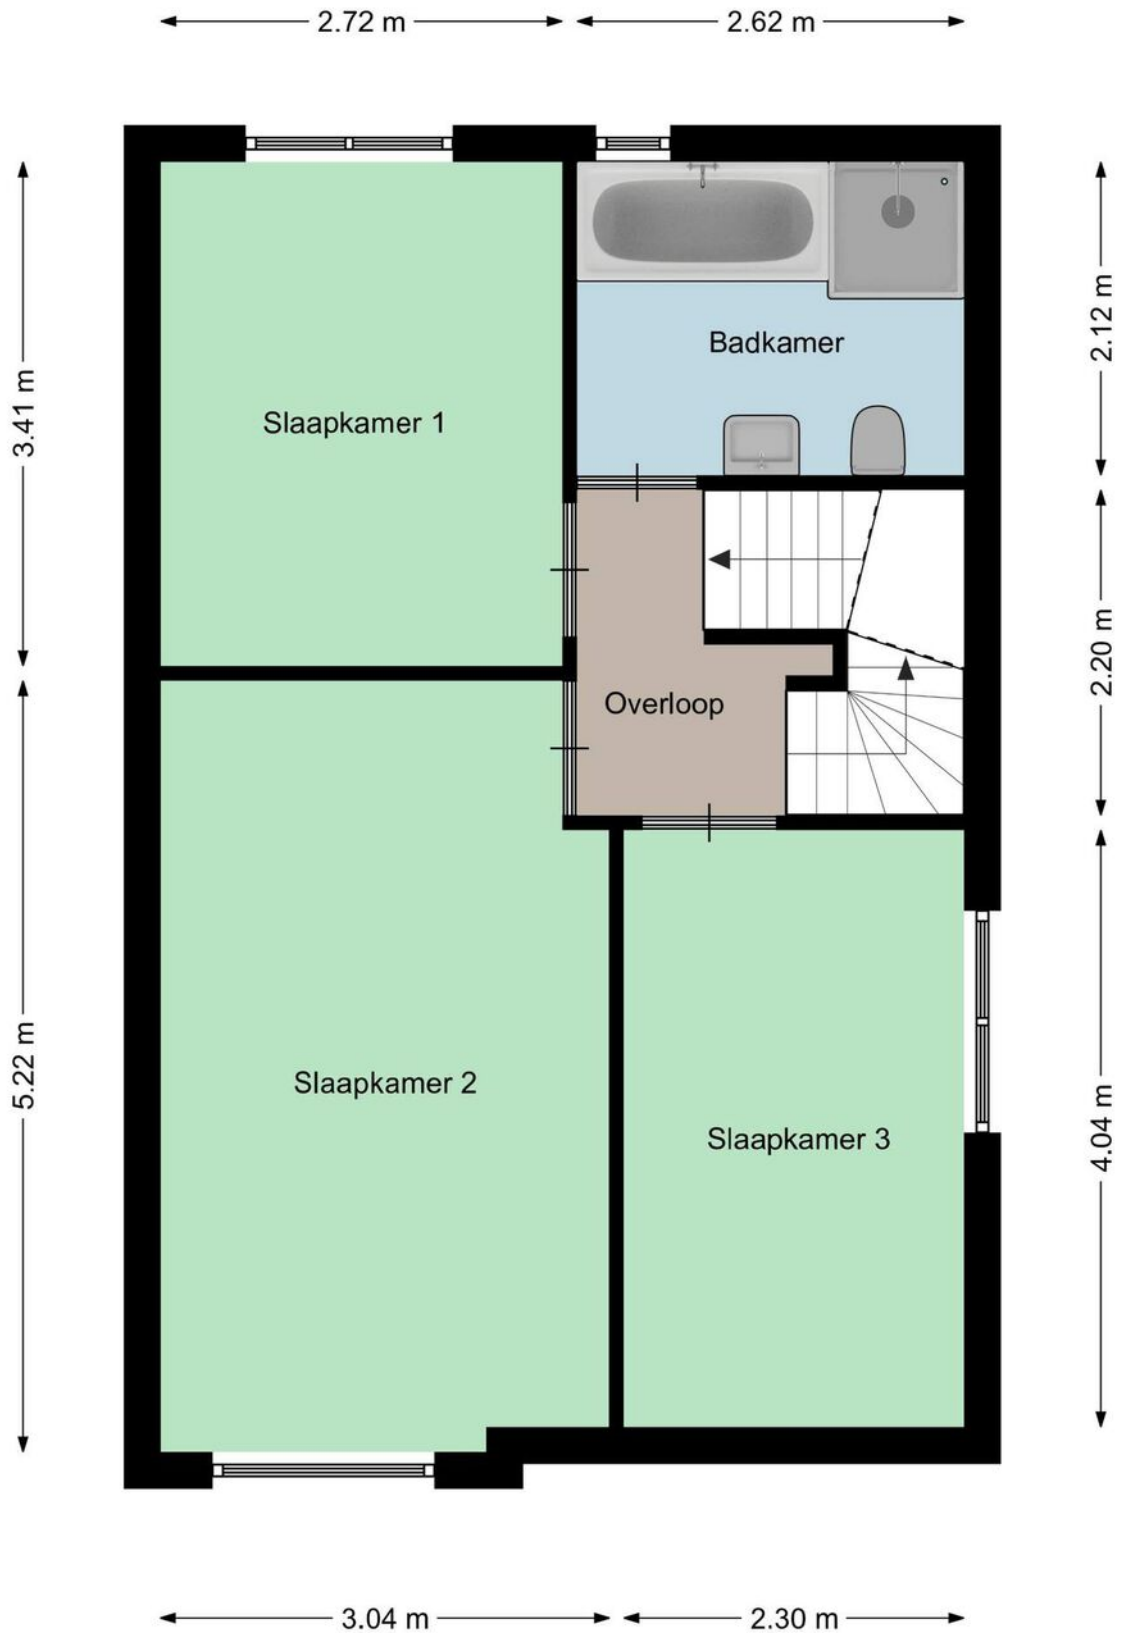 2.72 m
2.62 m
3.41 m
2.12 m
Badkamer
Slaapkamer 1
2.20 m
Overloop
5.22 m
Slaapkamer 2
4.04 m
Slaapkamer 3
3.04 m
2.30 m